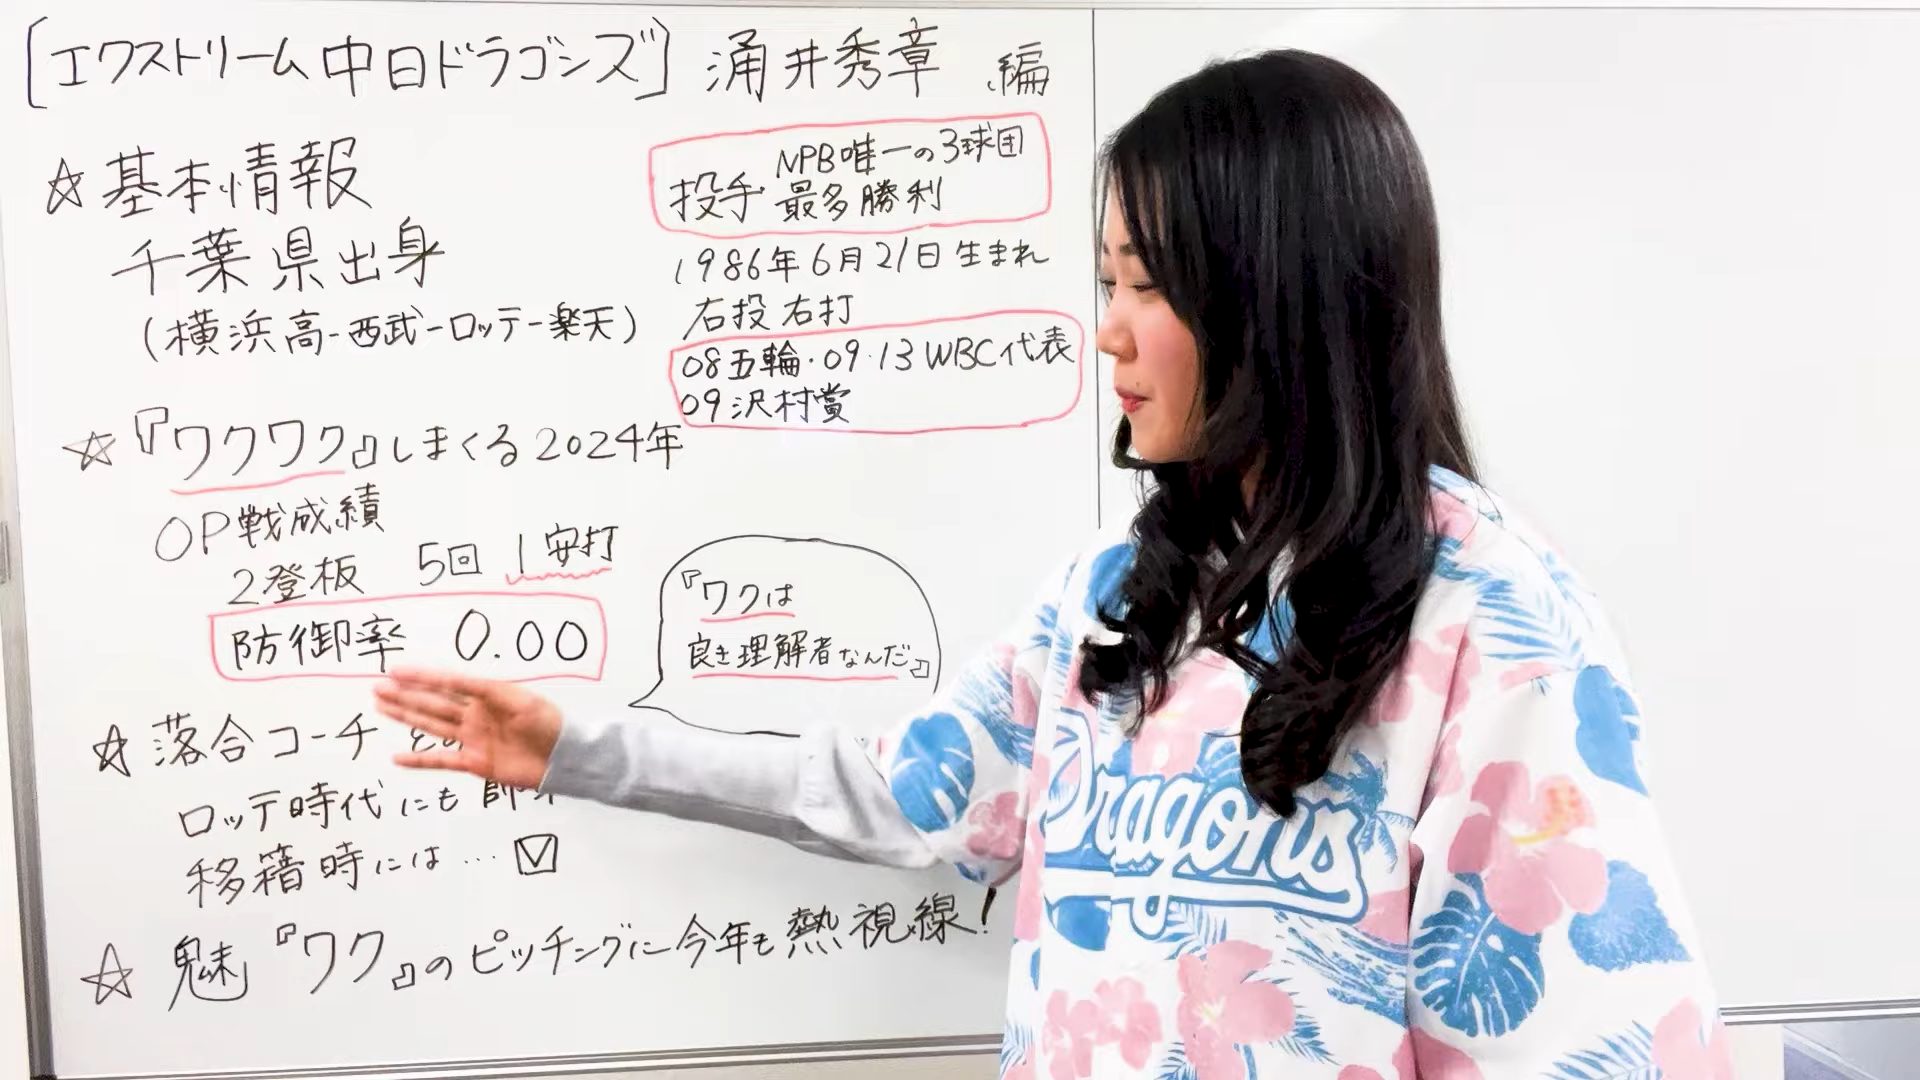 [エクストリーム中日ドラゴンズ] 涌井秀章 編
☆基本情報
千葉県出身
(横浜高-西武-ロッテ-楽天)
NPB唯一の3球団
投手 最多勝利
1986年6月21日生まれ
右投右打
08五輪・09・13 WBC代表
09沢村賞
☆『ワクワク』しまくる2024年
OP戦成績
2登板 5回 1安打
防御率 0.00
『ワクは
良き理解者なんだ』
☆落合コーチ
ロッテ時代にも
移籍時には…☑
☆魅『ワク』のピッチングに今年も熱視線!
Dragons